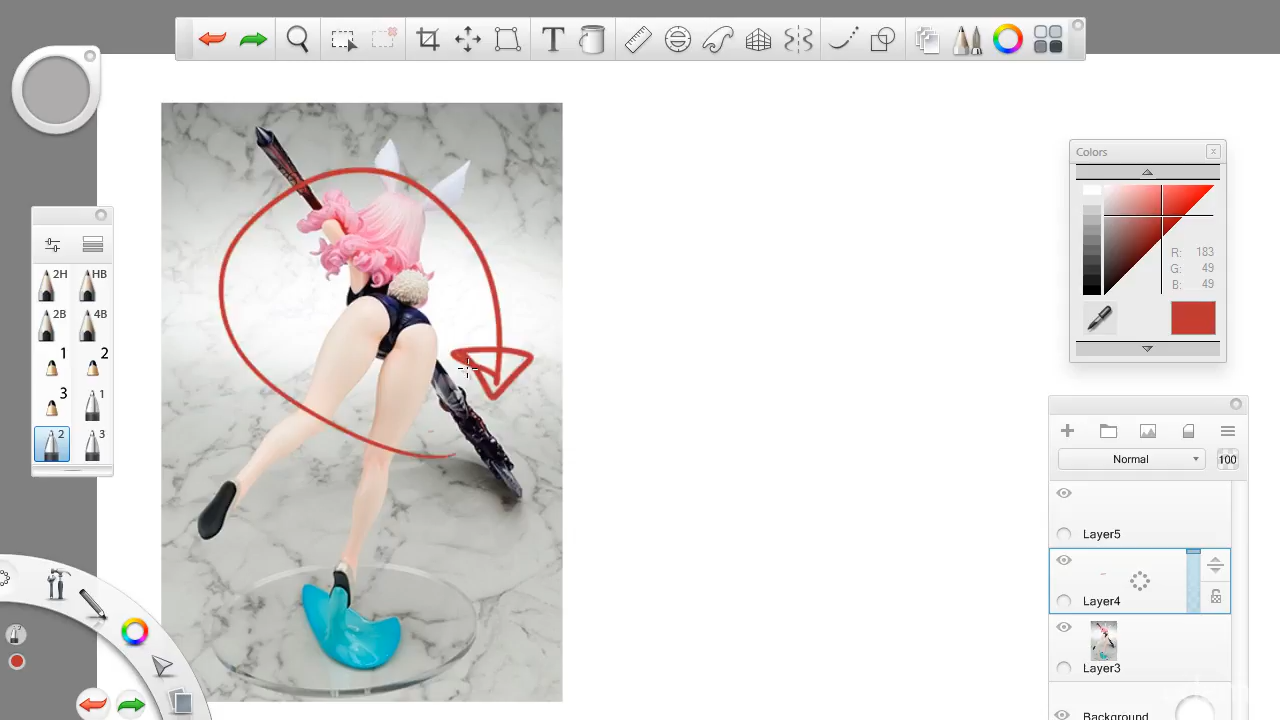 T
Colors
2H
HB
2B
4B
1
2
3
1
2
3
R: 183
G: 49
B: 49
Normal
100
Layer5
Layer4
Layer3
Background